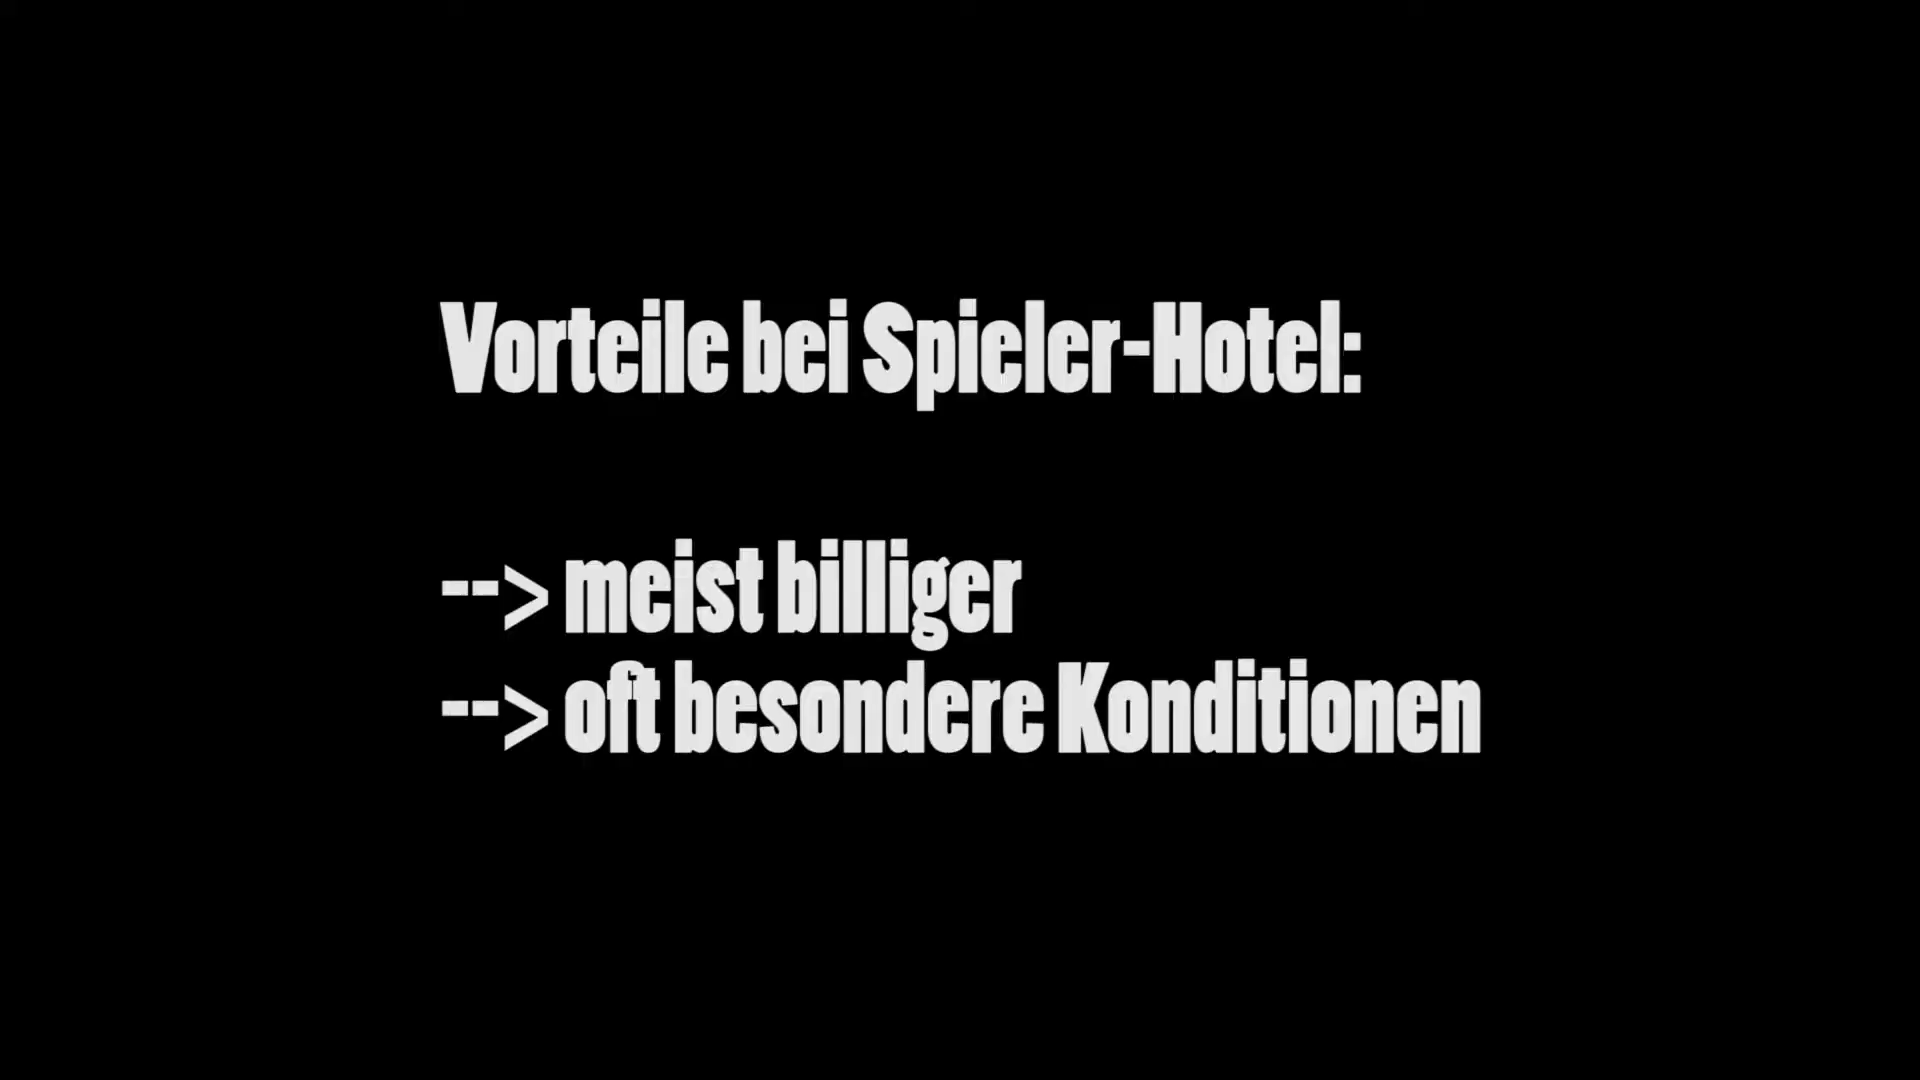 Vorteile bei Spieler-Hotel:
--> meist billiger
--> oft besondere Konditionen